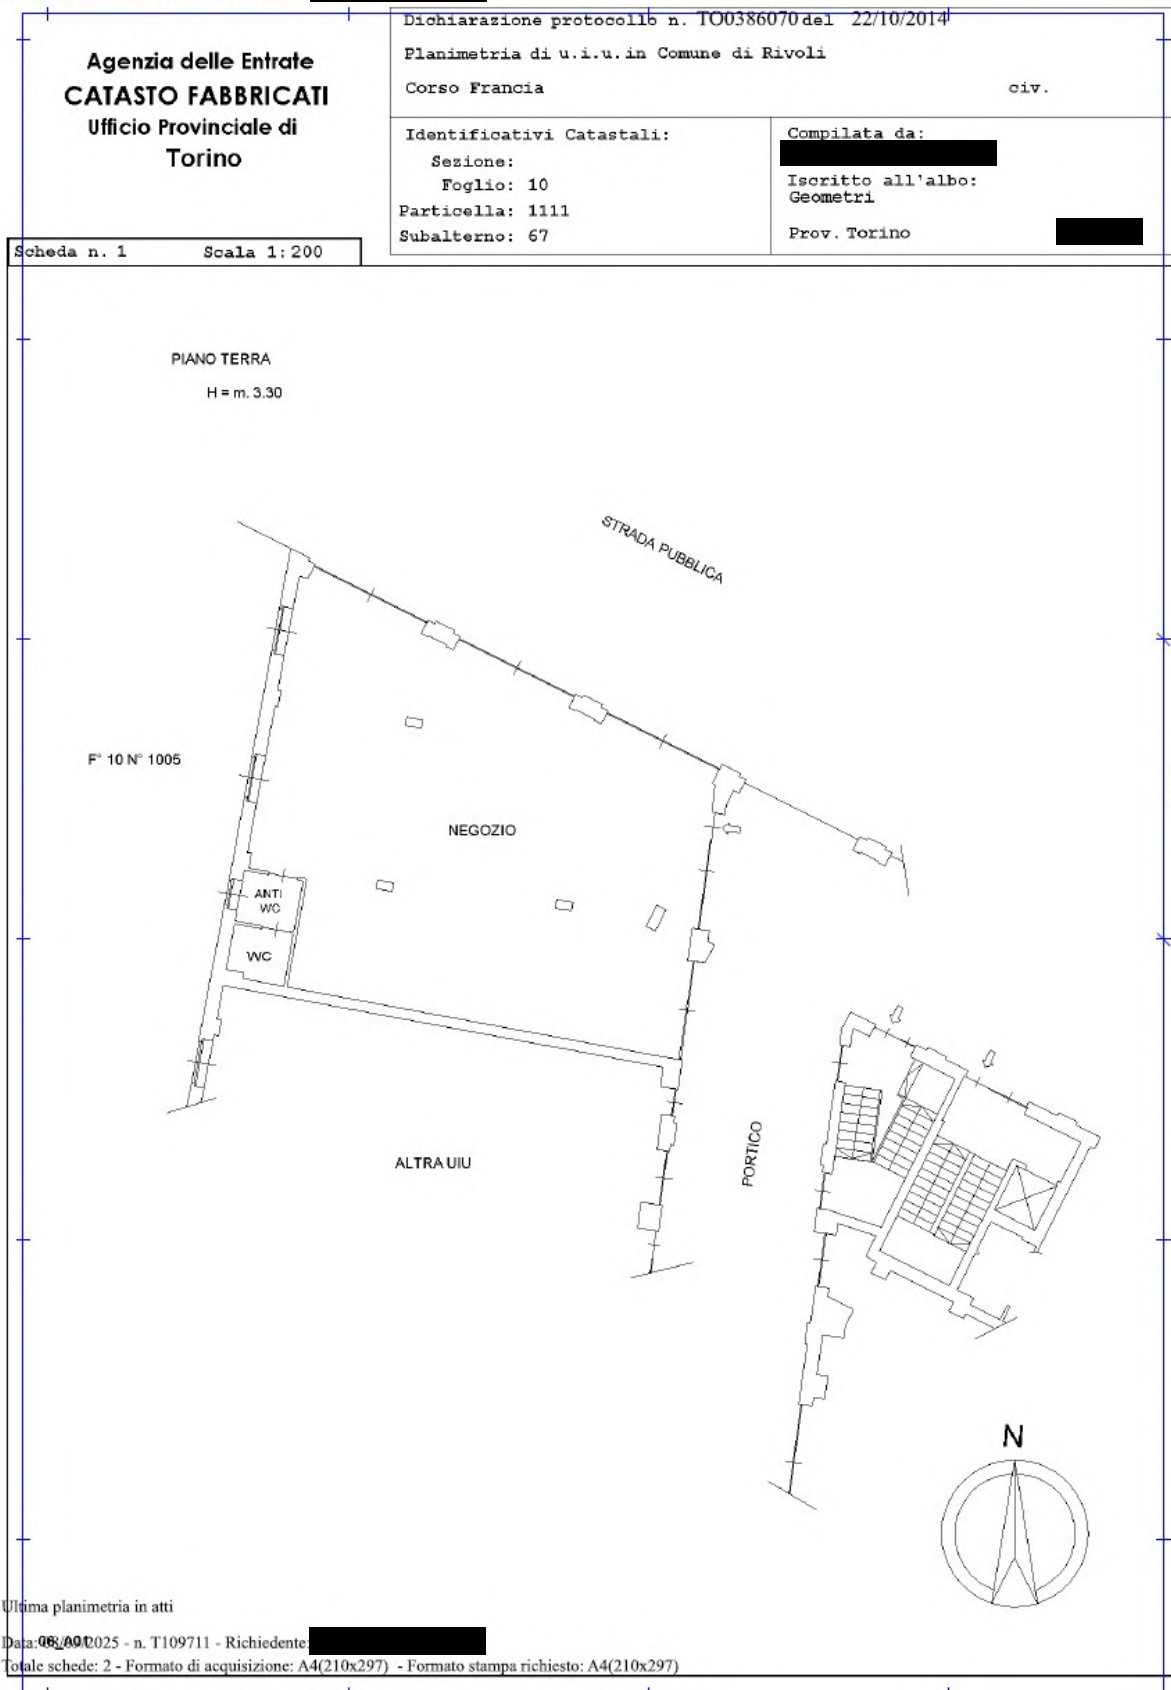 Agenzia delle Entrate
CATASTO FABBRICATI
Ufficio Provinciale di
Torino
Dichiarazione protocollo n. TO0386070 del 22/10/2014
Planimetria di u.i.u. in Comune di Rivoli
Corso Francia civ.
Identificativi Catastali:
Sezione:
Foglio: 10
Particella: 1111
Subalterno: 67
Compilata da:
Iscritto all'albo:
Geometri
Prov. Torino
Scheda n. 1 Scala 1:200
PIANO TERRA
H = m. 3.30
STRADA PUBBLICA
F° 10 N° 1005
NEGOZIO
ANTI
WC
WC
ALTRA UIU
PORTICO
N
Ultima planimetria in atti
Data: 2025 - n. T109711 - Richiedente:
Totale schede: 2 - Formato di acquisizione: A4(210x297) - Formato stampa richiesto: A4(210x297)